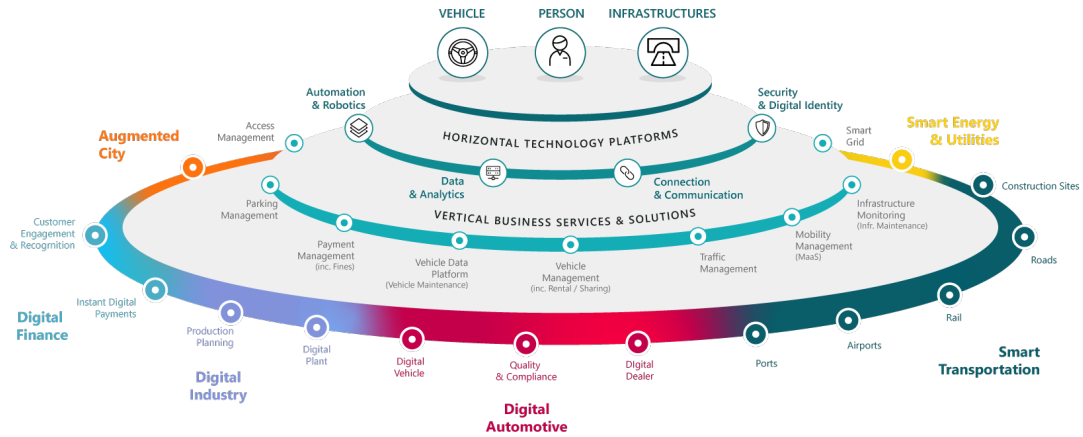 VEHICLE
PERSON
INFRASTRUCTURES
Automation
& Robotics
Security
& Digital Identity
HORIZONTAL TECHNOLOGY PLATFORMS
Data
& Analytics
Connection
& Communication
Augmented
City
Access
Management
Smart
Grid
Smart Energy
& Utilities
VERTICAL BUSINESS SERVICES & SOLUTIONS
Parking
Management
Payment
Management
(inc. Fines)
Vehicle Data
Platform
(Vehicle Maintenance)
Vehicle
Management
(inc. Rental / Sharing)
Traffic
Management
Mobility
Management
(MaaS)
Infrastructure
Monitoring
(Infr. Maintenance)
Construction Sites
Customer
Engagement
& Recognition
Roads
Instant Digital
Payments
Digital
Finance
Production
Planning
Digital
Plant
Digital
Industry
Digital
Vehicle
Quality
& Compliance
DIgital
Dealer
Digital
Automotive
Ports
Airports
Rail
Smart
Transportation